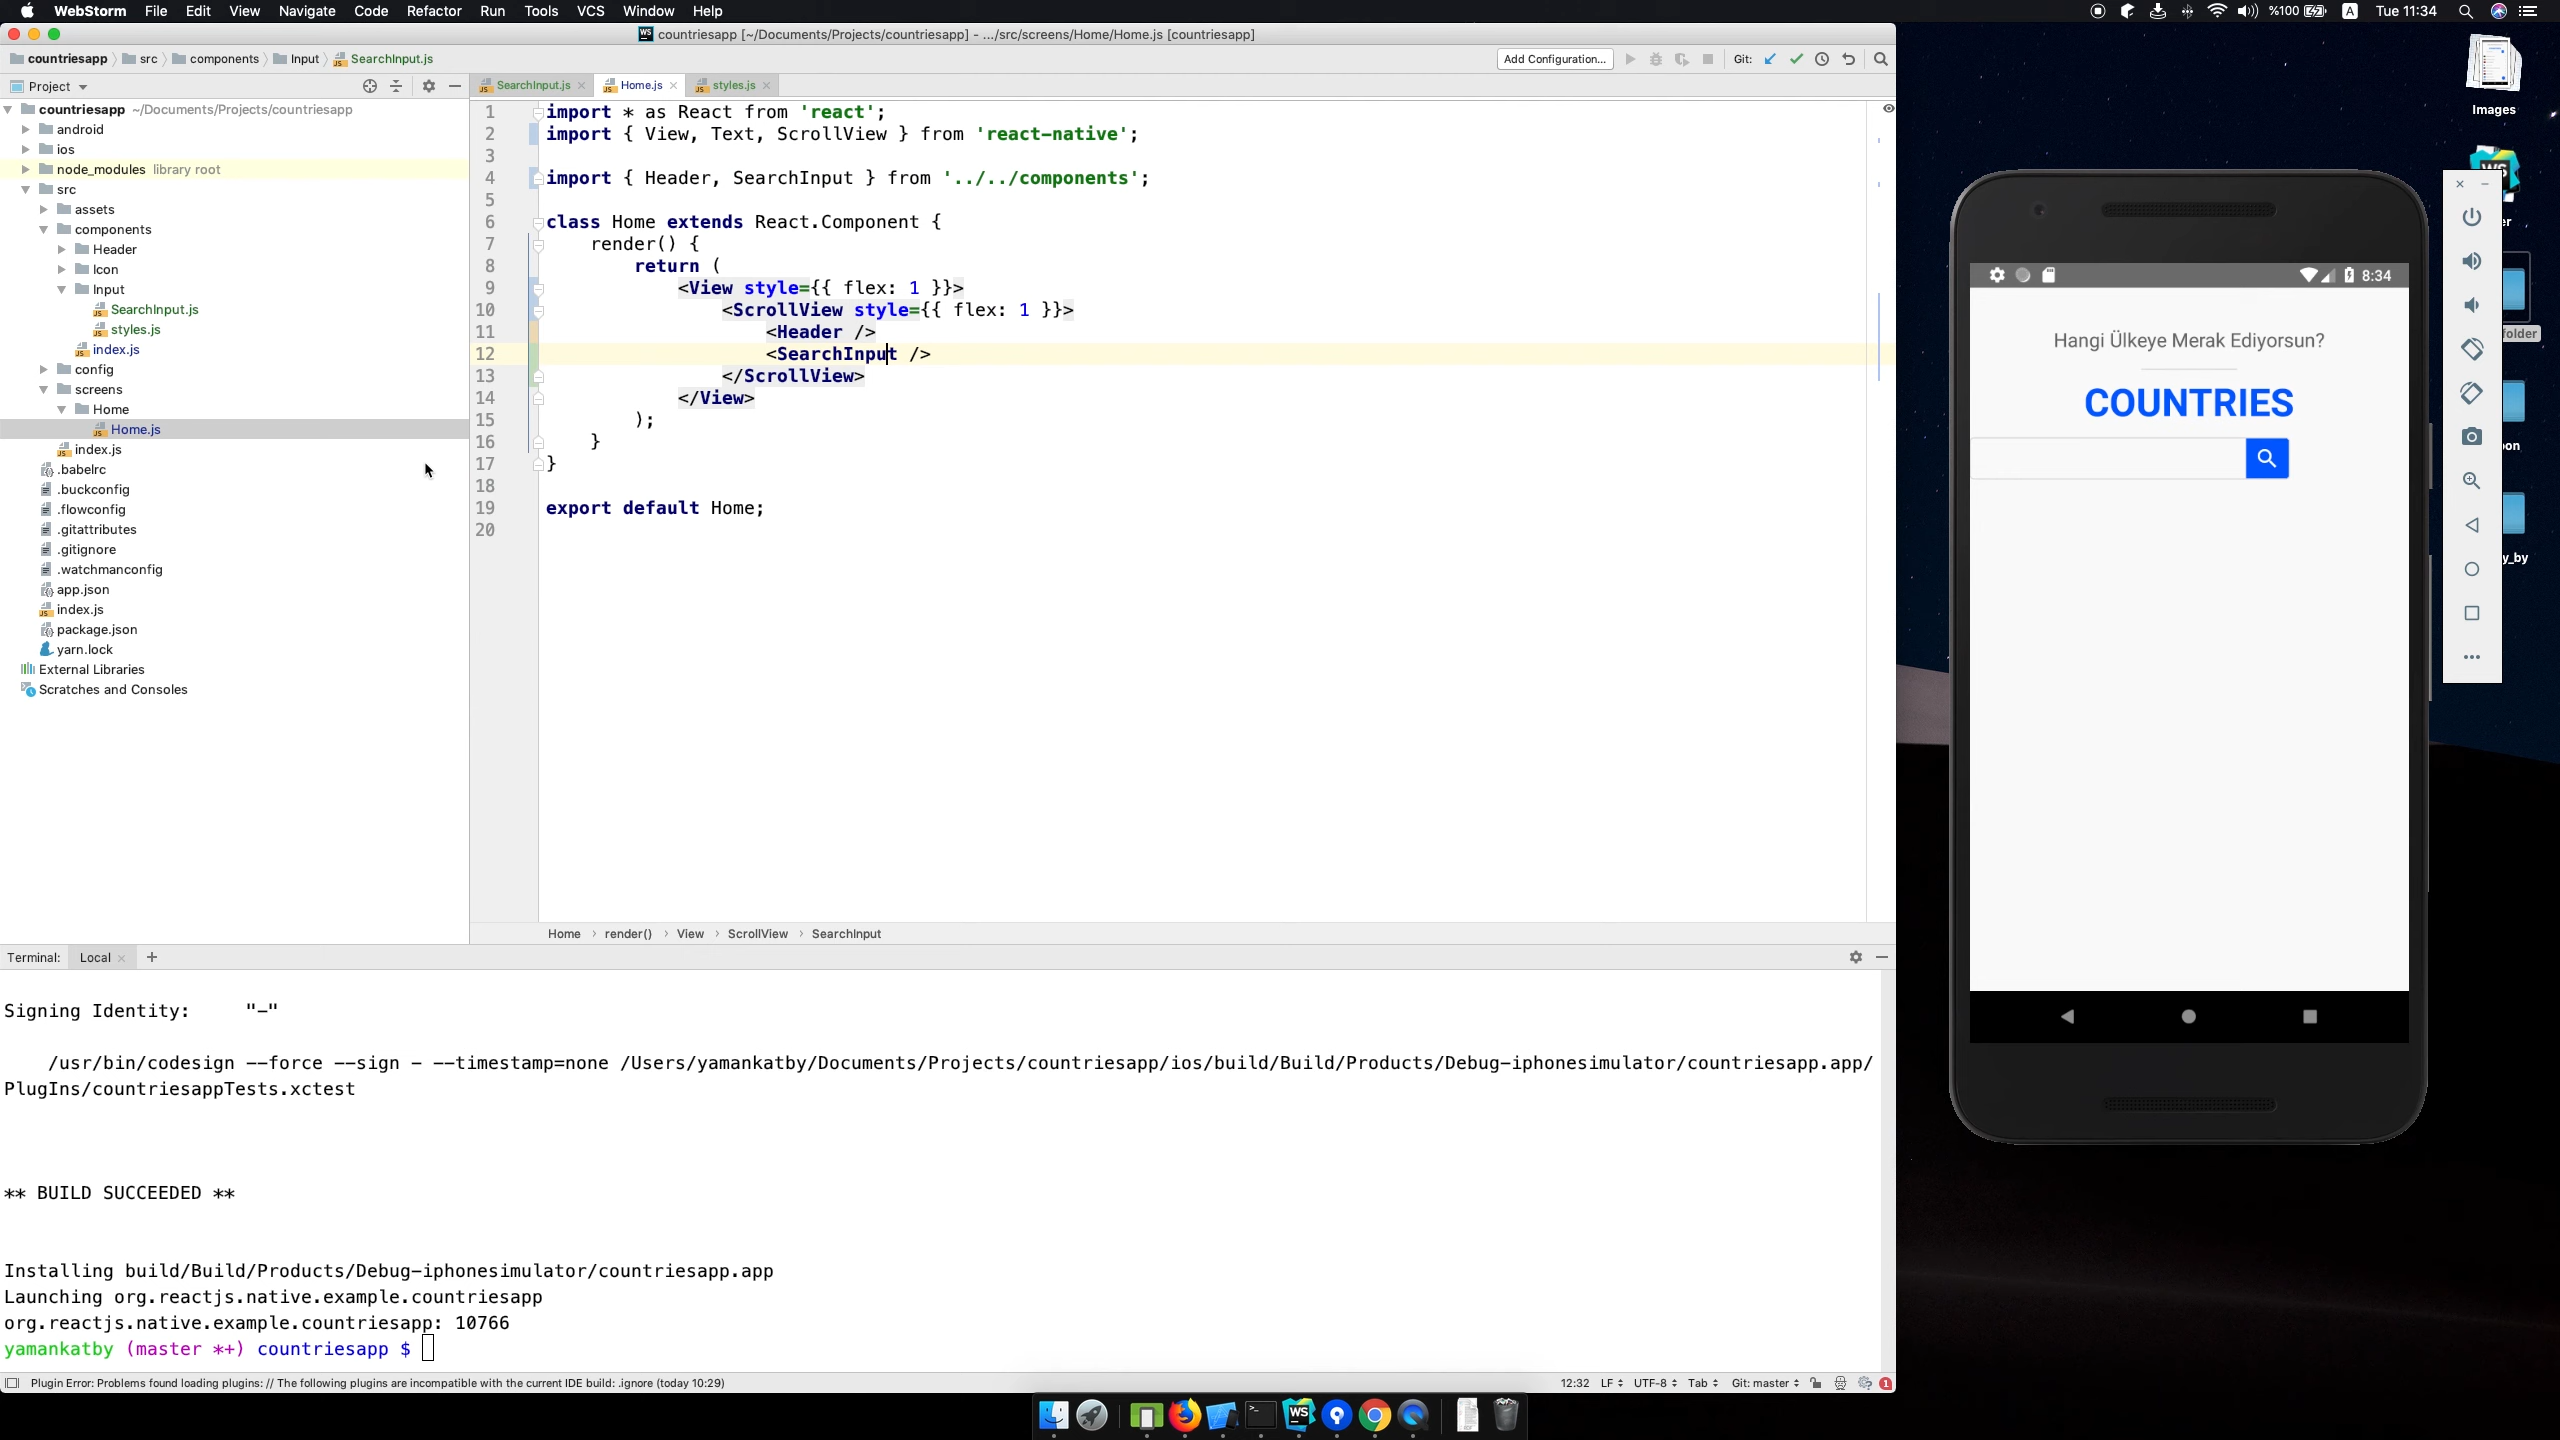 WebStorm File Edit View Navigate Code Refactor Run Tools VCS Window Help
%100 A Tue 11:34
countriesapp [~/Documents/Projects/countriesapp] - .../src/screens/Home/Home.js [countriesapp]
countriesapp src components Input SearchInput.js
Add Configuration... Git:
Project
SearchInput.js Home.js styles.js
countriesapp ~/Documents/Projects/countriesapp
android
ios
node_modules library root
src
assets
components
Header
Icon
Input
SearchInput.js
styles.js
index.js
config
screens
Home
Home.js
index.js
.babelrc
.buckconfig
.flowconfig
.gitattributes
.gitignore
.watchmanconfig
app.json
index.js
package.json
yarn.lock
External Libraries
Scratches and Consoles
1 import * as React from 'react';
2 import { View, Text, ScrollView } from 'react-native';
3
4 import { Header, SearchInput } from '../../components';
5
6 class Home extends React.Component {
7 render() {
8 return (
9 <View style={{ flex: 1 }}>
10 <ScrollView style={{ flex: 1 }}>
11 <Header />
12 <SearchInput />
13 </ScrollView>
14 </View>
15 );
16 }
17 }
18
19 export default Home;
20
Home render() View ScrollView SearchInput
Terminal: Local
Signing Identity: "-"
/usr/bin/codesign --force --sign - --timestamp=none /Users/yamankatby/Documents/Projects/countriesapp/ios/build/Build/Products/Debug-iphonesimulator/countriesapp.app/
PlugIns/countriesappTests.xctest
** BUILD SUCCEEDED **
Installing build/Build/Products/Debug-iphonesimulator/countriesapp.app
Launching org.reactjs.native.example.countriesapp
org.reactjs.native.example.countriesapp: 10766
yamankatby (master *+) countriesapp $
Plugin Error: Problems found loading plugins: // The following plugins are incompatible with the current IDE build: .ignore (today 10:29)
12:32 LF UTF-8 Tab Git: master 1
8:34
Hangi Ülkeye Merak Ediyorsun?
COUNTRIES
Images
WS
er
folder
on
y_by
WS